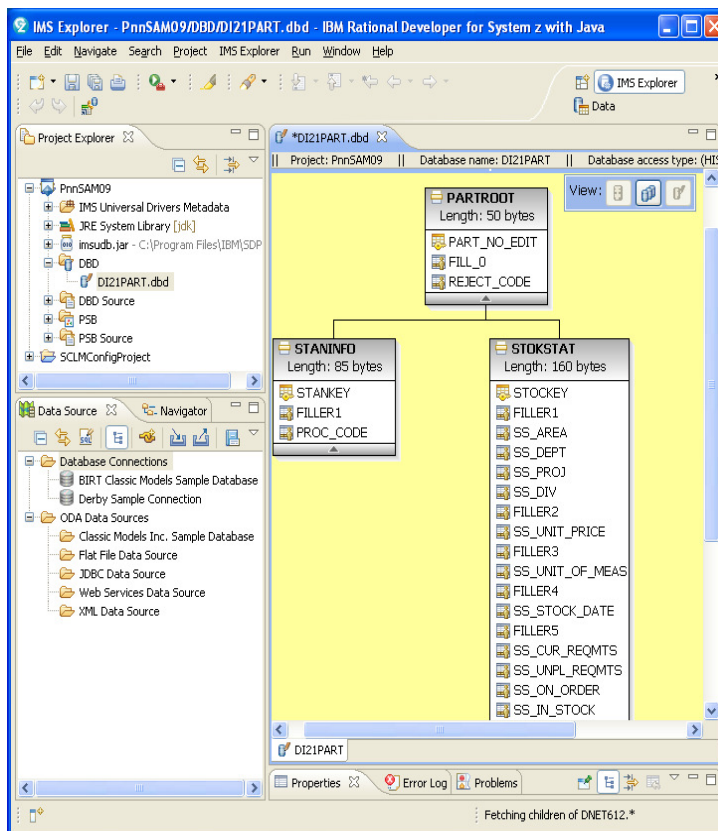 IMS Explorer - PnnSAM09/DBD/DI21PART.dbd - IBM Rational Developer for System z with Java
File Edit Navigate Search Project IMS Explorer Run Window Help
IMS Explorer
Data
Project Explorer
PnnSAM09
IMS Universal Drivers Metadata
JRE System Library [jdk]
imsudb.jar - C:\Program Files\IBM\SDP
DBD
DI21PART.dbd
DBD Source
PSB
PSB Source
SCLMConfigProject
Data Source Navigator
Database Connections
BIRT Classic Models Sample Database
Derby Sample Connection
ODA Data Sources
Classic Models Inc. Sample Database
Flat File Data Source
JDBC Data Source
Web Services Data Source
XML Data Source
*DI21PART.dbd
|| Project: PnnSAM09 || Database name: DI21PART || Database access type: (HIS
View:
PARTROOT
Length: 50 bytes
PART_NO_EDIT
FILL_0
REJECT_CODE
STANINFO
Length: 85 bytes
STANKEY
FILLER1
PROC_CODE
STOKSTAT
Length: 160 bytes
STOCKEY
FILLER1
SS_AREA
SS_DEPT
SS_PROJ
SS_DIV
FILLER2
SS_UNIT_PRICE
FILLER3
SS_UNIT_OF_MEAS
FILLER4
SS_STOCK_DATE
FILLER5
SS_CUR_REQMTS
SS_UNPL_REQMTS
SS_ON_ORDER
SS_IN_STOCK
DI21PART
Properties Error Log Problems
Fetching children of DNET612.*